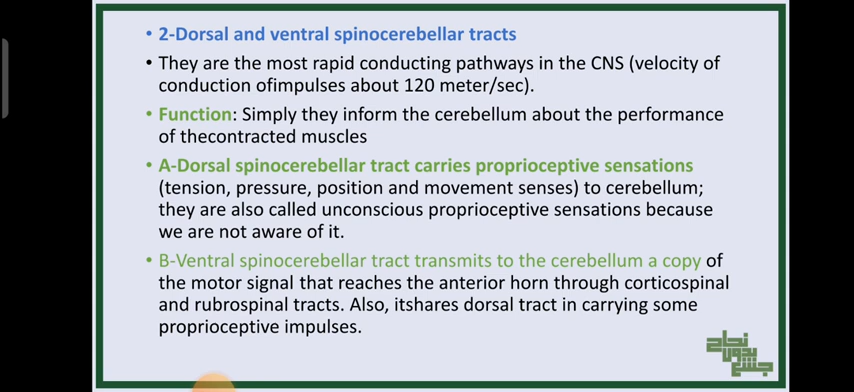 • 2-Dorsal and ventral spinocerebellar tracts
• They are the most rapid conducting pathways in the CNS (velocity of
conduction ofimpulses about 120 meter/sec).
• Function: Simply they inform the cerebellum about the performance
of thecontracted muscles
• A-Dorsal spinocerebellar tract carries proprioceptive sensations
(tension, pressure, position and movement senses) to cerebellum;
they are also called unconscious proprioceptive sensations because
we are not aware of it.
• B-Ventral spinocerebellar tract transmits to the cerebellum a copy of
the motor signal that reaches the anterior horn through corticospinal
and rubrospinal tracts. Also, itshares dorsal tract in carrying some
proprioceptive impulses.
نجاح
بدون
جشع